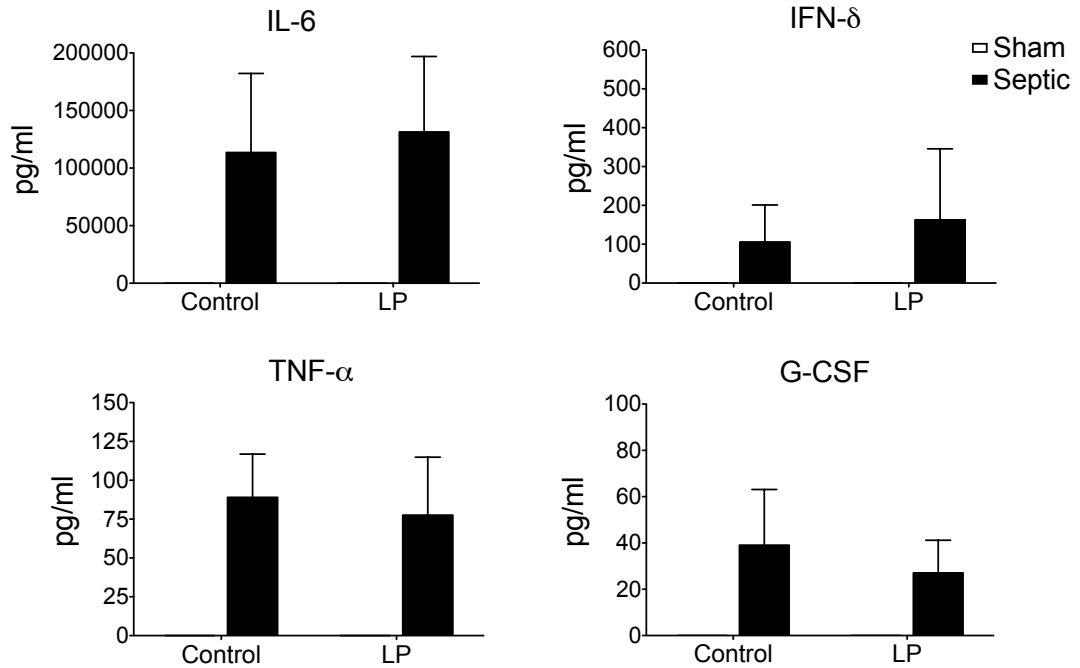 IL-6
pg/ml
200000
150000
100000
50000
0
Control LP
IFN-δ
pg/ml
600
500
400
300
200
100
0
Control LP
Sham
Septic
TNF-α
pg/ml
150
125
100
75
50
25
0
Control LP
G-CSF
pg/ml
100
80
60
40
20
0
Control LP